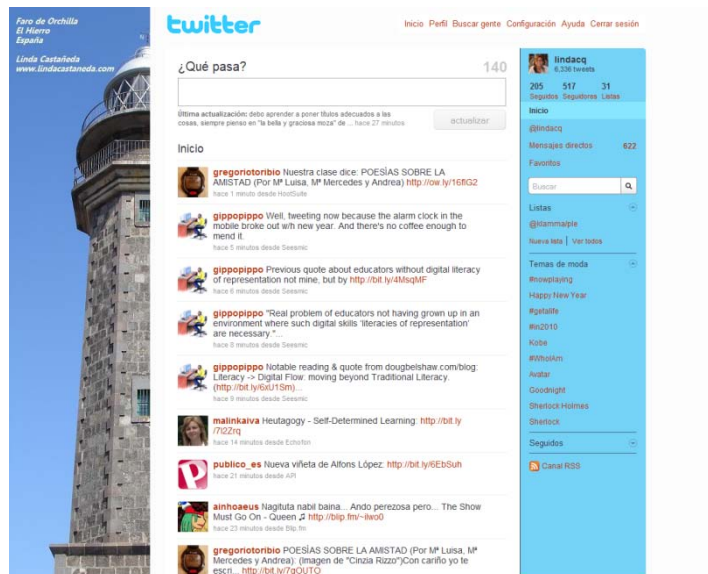 Faro de Orchilla
El Hierro
España
Linda Castañeda
www.lindacastaneda.com
twitter
Inicio Perfil Buscar gente Configuración Ayuda Cerrar sesión
¿Qué pasa? 140
Última actualización: debo aprender a poner títulos adecuados a las
cosas, siempre pienso en "la bella y graciosa moza" de ... hace 27 minutos
actualizar
Inicio
gregoriotoribio Nuestra clase dice: POESÍAS SOBRE LA
AMISTAD (Por Mª Luisa, Mª Mercedes y Andrea) http://ow.ly/16flG2
hace 1 minuto desde HootSuite
gippopippo Well, tweeting now because the alarm clock in the
mobile broke out w/h new year. And there's no coffee enough to
mend it.
hace 5 minutos desde Seesmic
gippopippo Previous quote about educators without digital literacy
of representation not mine, but by http://bit.ly/4MsqMF
hace 6 minutos desde Seesmic
gippopippo "Real problem of educators not having grown up in an
environment where such digital skills 'literacies of representation'
are necessary."...
hace 8 minutos desde Seesmic
gippopippo Notable reading & quote from dougbelshaw.com/blog:
Literacy -> Digital Flow: moving beyond Traditional Literacy.
(http://bit.ly/6xU1Sm)...
hace 9 minutos desde Seesmic
malinkaiva Heutagogy - Self-Determined Learning: http://bit.ly
/7l2Zrq
hace 14 minutos desde Echofon
publico_es Nueva viñeta de Alfons López: http://bit.ly/6EbSuh
hace 21 minutos desde API
ainhoaeus Nagituta nabil baina... Ando perezosa pero... The Show
Must Go On - Queen ♫ http://blip.fm/~iiwo0
hace 23 minutos desde Blip.fm
gregoriotoribio POESÍAS SOBRE LA AMISTAD (Por Mª Luisa, Mª
Mercedes y Andrea): (Imagen de "Cinzia Rizzo")Con cariño yo te
escri... http://bit.ly/7gOUTO
lindacq
6,336 tweets
205 517 31
Seguidos Seguidores Listas
Inicio
@lindacq
Mensajes directos 622
Favoritos
Buscar
Listas
Nueva lista | Ver todos
Temas de moda
#nowplaying
Happy New Year
#getalife
#in2010
Kobe
#WhoIAm
Avatar
Goodnight
Sherlock Holmes
Sherlock
Seguidos
Canal RSS